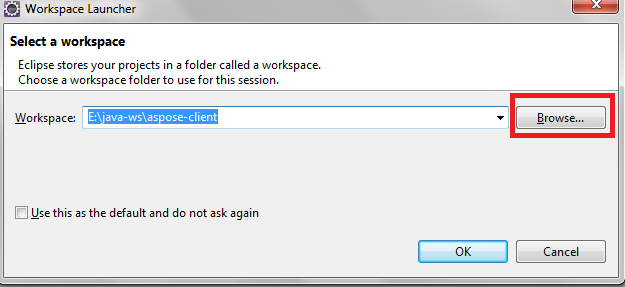 Workspace Launcher
Select a workspace
Eclipse stores your projects in a folder called a workspace.
Choose a workspace folder to use for this session.
Workspace: E:\java-ws\aspose-client Browse...
Use this as the default and do not ask again
OK Cancel